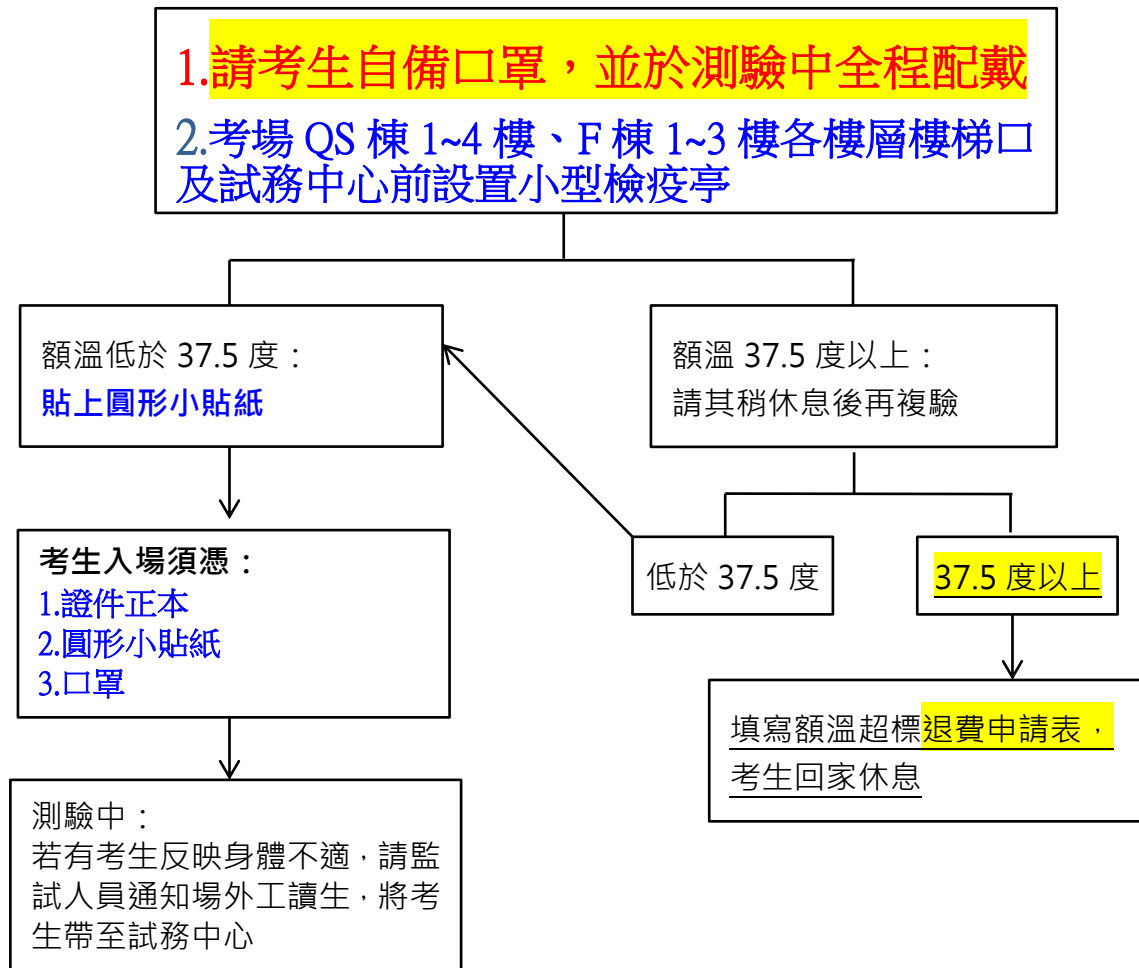 1.請考生自備口罩，並於測驗中全程配戴
2.考場 QS 棟 1~4 樓、F 棟 1~3 樓各樓層樓梯口
及試務中心前設置小型檢疫亭
額溫低於 37.5 度：
貼上圓形小貼紙
額溫 37.5 度以上：
請其稍休息後再複驗
考生入場須憑：
1.證件正本
2.圓形小貼紙
3.口罩
低於 37.5 度
37.5 度以上
填寫額溫超標退費申請表，
考生回家休息
測驗中：
若有考生反映身體不適，請監
試人員通知場外工讀生，將考
生帶至試務中心